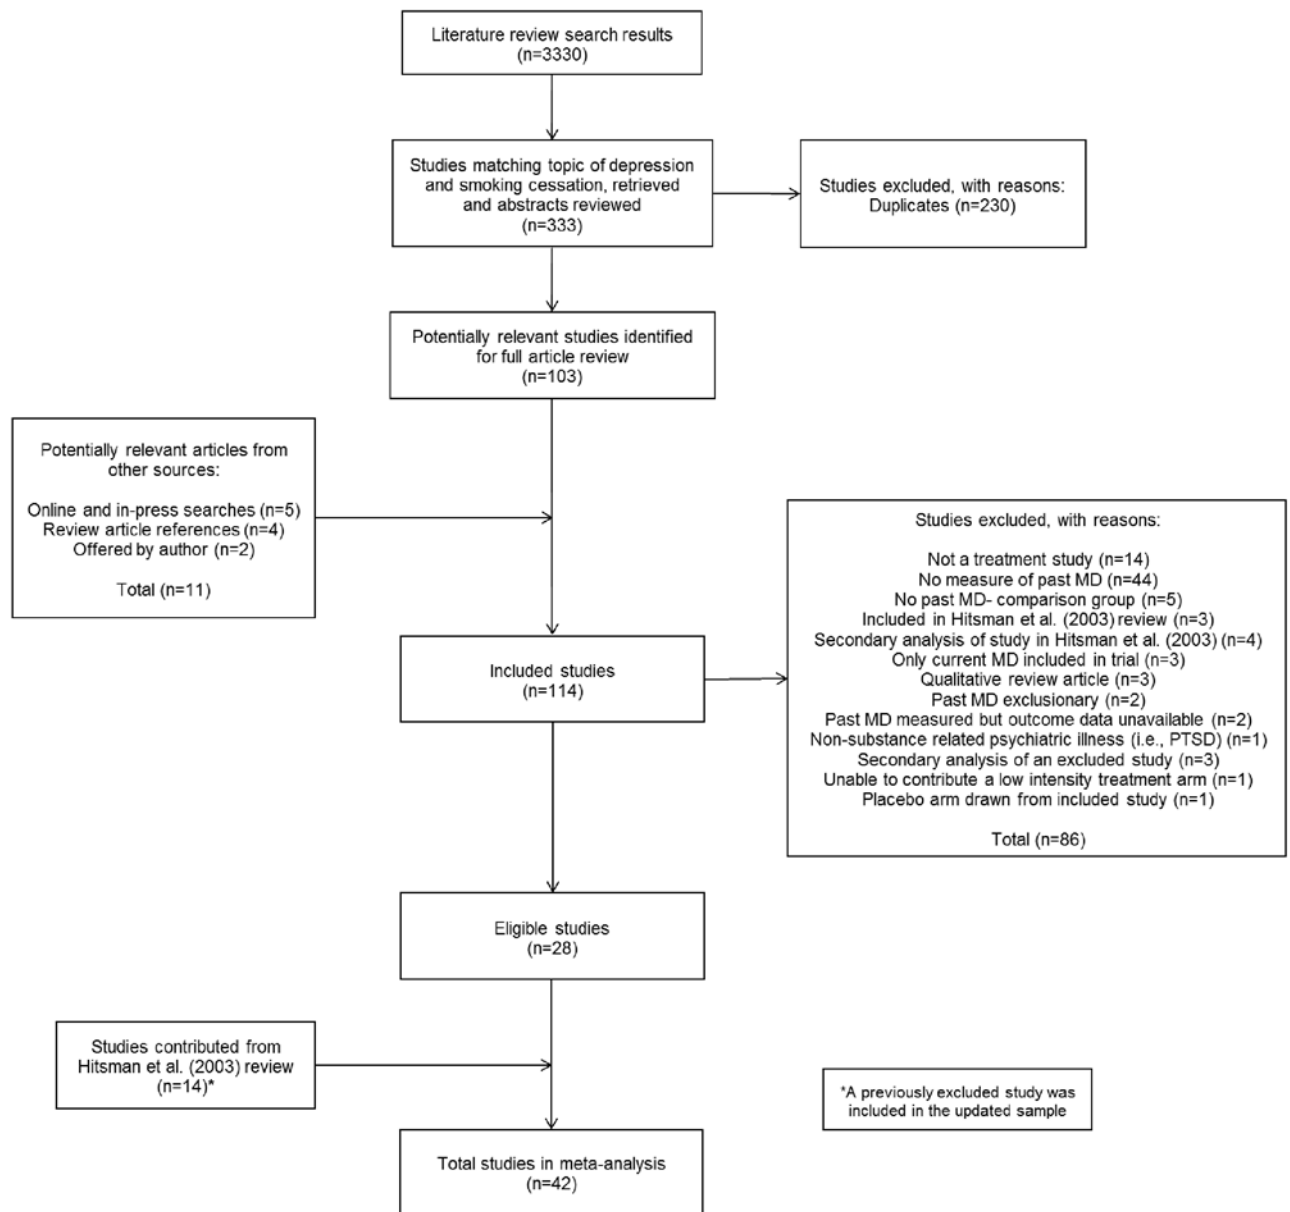 Literature review search results
(n=3330)
Studies matching topic of depression
and smoking cessation, retrieved
and abstracts reviewed
(n=333)
Studies excluded, with reasons:
Duplicates (n=230)
Potentially relevant studies identified
for full article review
(n=103)
Potentially relevant articles from
other sources:
Online and in-press searches (n=5)
Review article references (n=4)
Offered by author (n=2)
Total (n=11)
Included studies
(n=114)
Studies excluded, with reasons:
Not a treatment study (n=14)
No measure of past MD (n=44)
No past MD- comparison group (n=5)
Included in Hitsman et al. (2003) review (n=3)
Secondary analysis of study in Hitsman et al. (2003) (n=4)
Only current MD included in trial (n=3)
Qualitative review article (n=3)
Past MD exclusionary (n=2)
Past MD measured but outcome data unavailable (n=2)
Non-substance related psychiatric illness (i.e., PTSD) (n=1)
Secondary analysis of an excluded study (n=3)
Unable to contribute a low intensity treatment arm (n=1)
Placebo arm drawn from included study (n=1)
Total (n=86)
Eligible studies
(n=28)
Studies contributed from
Hitsman et al. (2003) review
(n=14)*
*A previously excluded study was
included in the updated sample
Total studies in meta-analysis
(n=42)